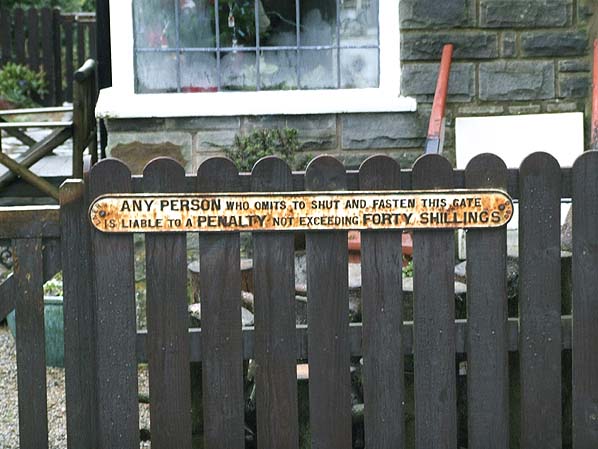 ANY PERSON WHO OMITS TO SHUT AND FASTEN THIS GATE
IS LIABLE TO A PENALTY NOT EXCEEDING FORTY SHILLINGS